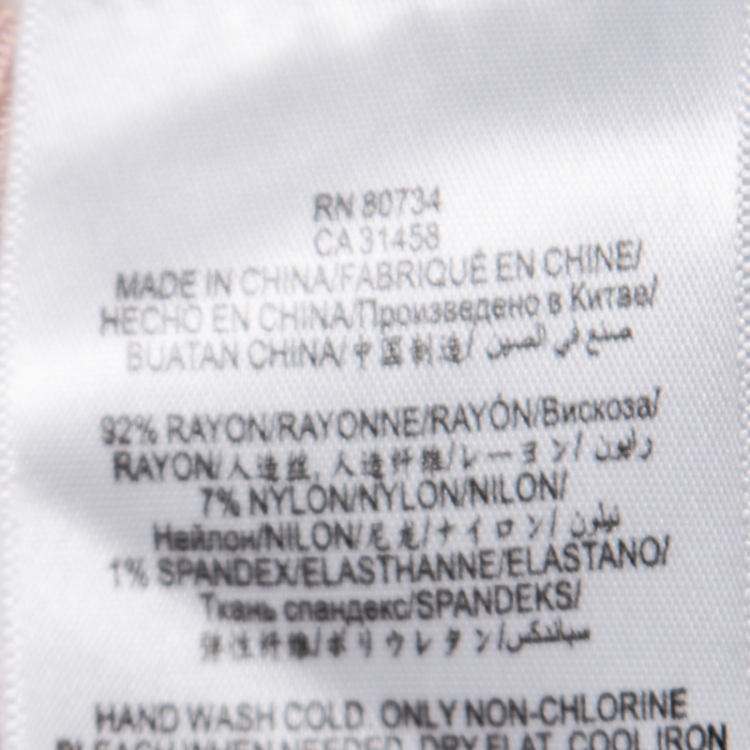 RN 80734
CA 31458
MADE IN CHINA/FABRIQUÉ EN CHINE/
HECHO EN CHINA/Произведено в Китае/
BUATAN CHINA/中国制造/ صنع في الصين
92% RAYON/RAYONNE/RAYÓN/Вискоза/
RAYON/人造丝, 人造纤维/レーヨン/ رايون
7% NYLON/NYLON/NILON/
Нейлон/NILON/尼龙/ナイロン/ نيلون
1% SPANDEX/ELASTHANNE/ELASTANO/
Ткань спандекс/SPANDEKS/
弹性纤维/ポリウレタン/سباندكس
HAND WASH COLD. ONLY NON-CHLORINE
BLEACH WHEN NEEDED. DRY FLAT. COOL IRON